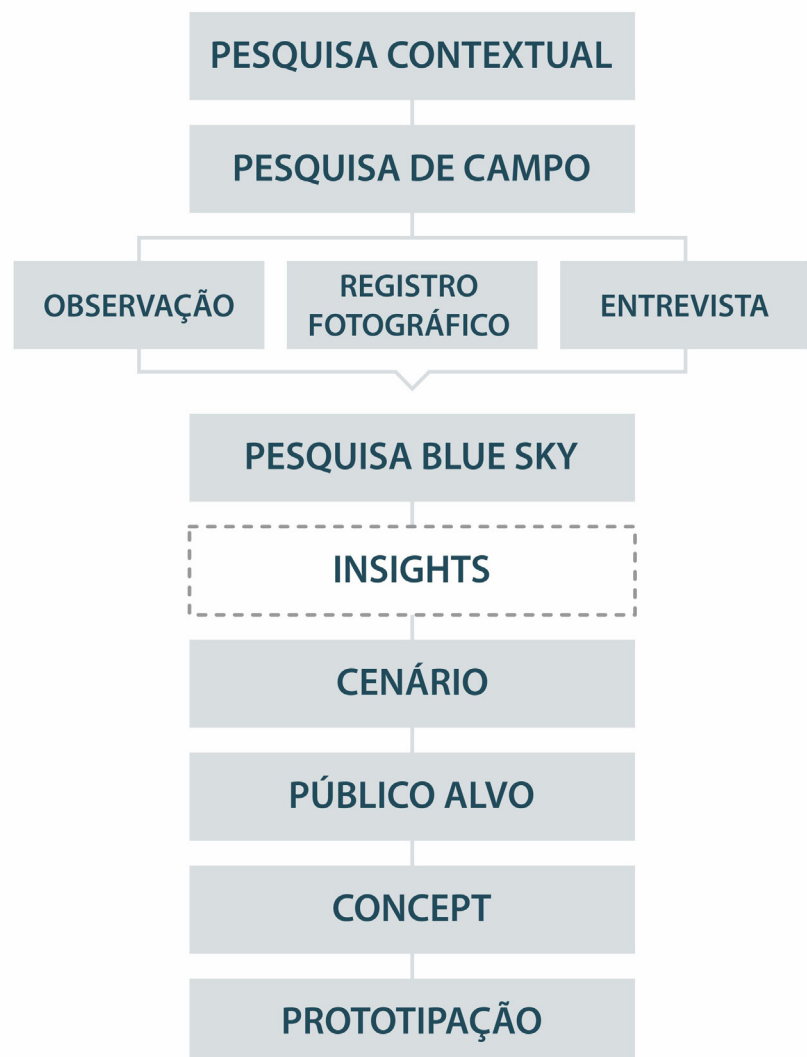 PESQUISA CONTEXTUAL
PESQUISA DE CAMPO
OBSERVAÇÃO
REGISTRO
FOTOGRÁFICO
ENTREVISTA
PESQUISA BLUE SKY
INSIGHTS
CENÁRIO
PÚBLICO ALVO
CONCEPT
PROTOTIPAÇÃO